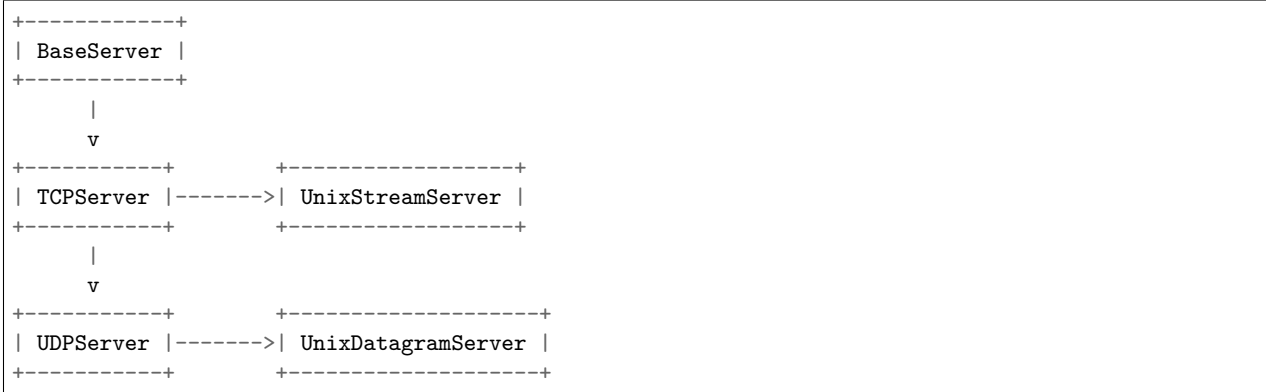 +------------+
| BaseServer |
+------------+
      |
      v
+-----------+        +------------------+
| TCPServer |------->| UnixStreamServer |
+-----------+        +------------------+
      |
      v
+-----------+        +--------------------+
| UDPServer |------->| UnixDatagramServer |
+-----------+        +--------------------+